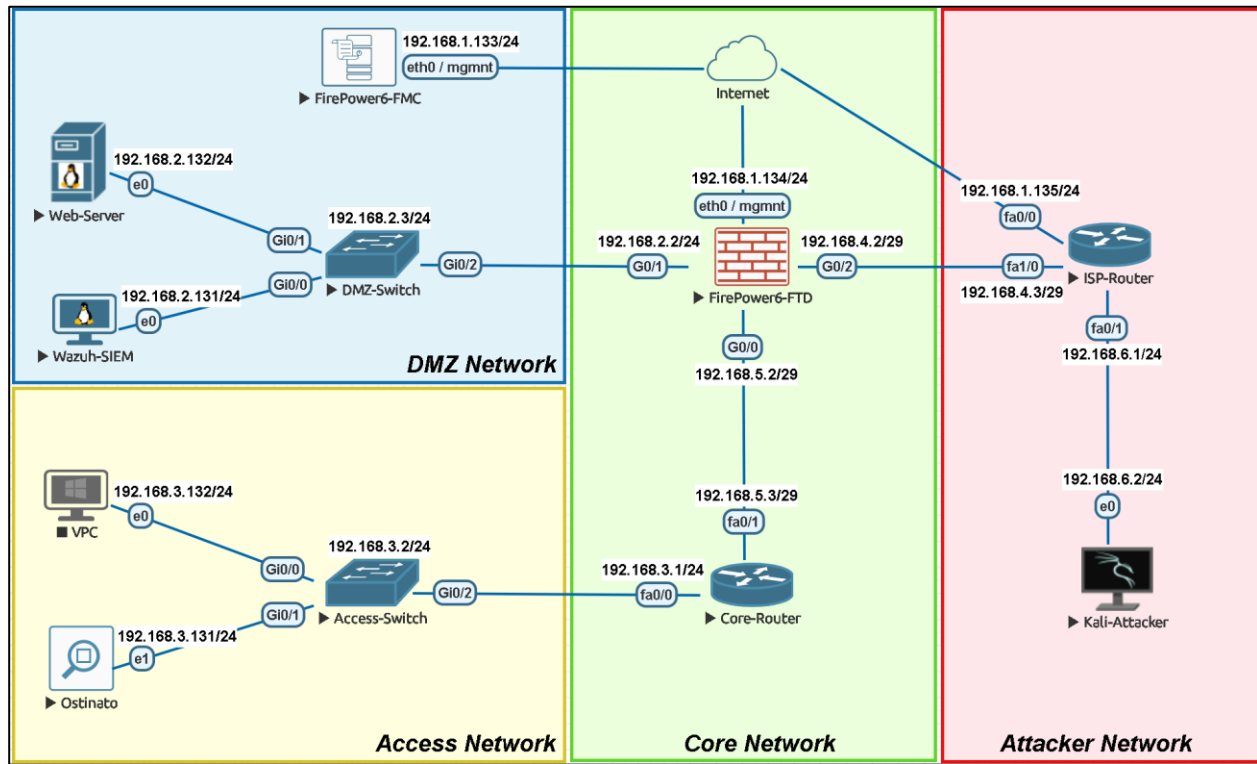 192.168.1.133/24
eth0 / mgmnt
FirePower6-FMC
192.168.2.132/24
e0
Web-Server
Gi0/1
192.168.2.3/24
Gi0/2
Gi0/0
DMZ-Switch
192.168.2.131/24
e0
Wazuh-SIEM
DMZ Network
192.168.3.132/24
e0
VPC
Gi0/0
192.168.3.2/24
Gi0/2
Gi0/1
Access-Switch
192.168.3.131/24
e1
Ostinato
Access Network
Internet
192.168.1.134/24
eth0 / mgmnt
192.168.2.2/24
G0/1
192.168.4.2/29
G0/2
FirePower6-FTD
G0/0
192.168.5.2/29
192.168.5.3/29
fa0/1
192.168.3.1/24
fa0/0
Core-Router
Core Network
192.168.1.135/24
fa0/0
fa1/0
192.168.4.3/29
ISP-Router
fa0/1
192.168.6.1/24
192.168.6.2/24
e0
Kali-Attacker
Attacker Network